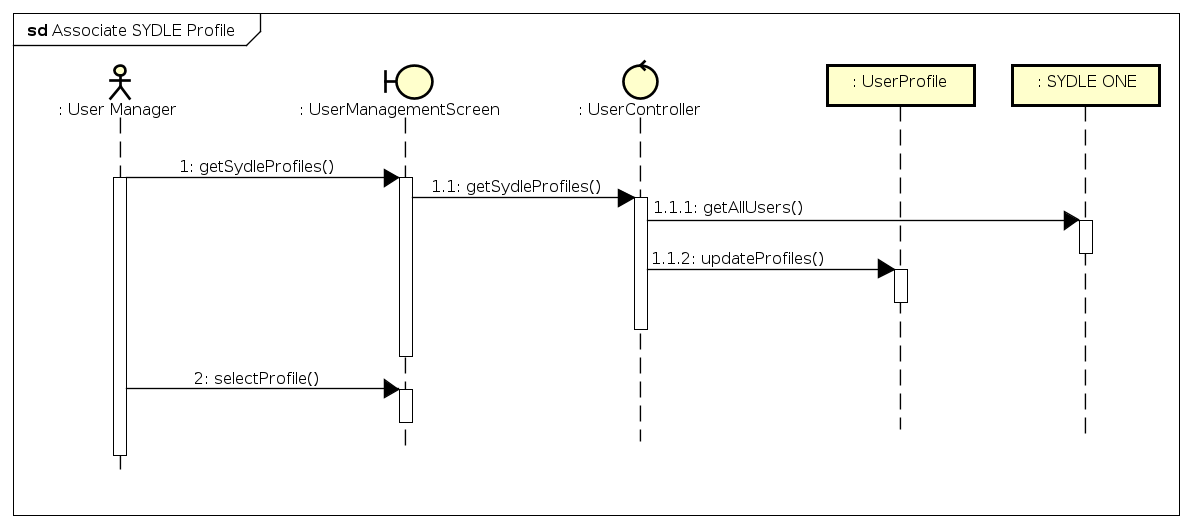 sd Associate SYDLE Profile
: User Manager
: UserManagementScreen
: UserController
: UserProfile
: SYDLE ONE
1: getSydleProfiles()
1.1: getSydleProfiles()
1.1.1: getAllUsers()
1.1.2: updateProfiles()
2: selectProfile()